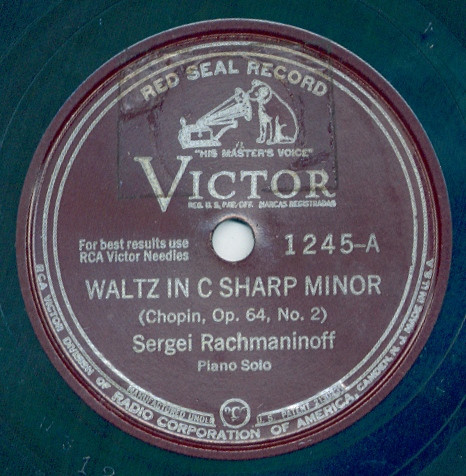 RED SEAL RECORD
"HIS MASTER'S VOICE"
VICTOR
REG. U.S. PAT. OFF. MARCAS REGISTRADAS
For best results use
RCA Victor Needles
1245-A
WALTZ IN C SHARP MINOR
(Chopin, Op. 64, No. 2)
Sergei Rachmaninoff
Piano Solo
RCA VICTOR DIVISION OF RADIO CORPORATION OF AMERICA, CAMDEN, N. J. MADE IN U.S.A.
MANUFACTURED UNDER
U. S. PATENT